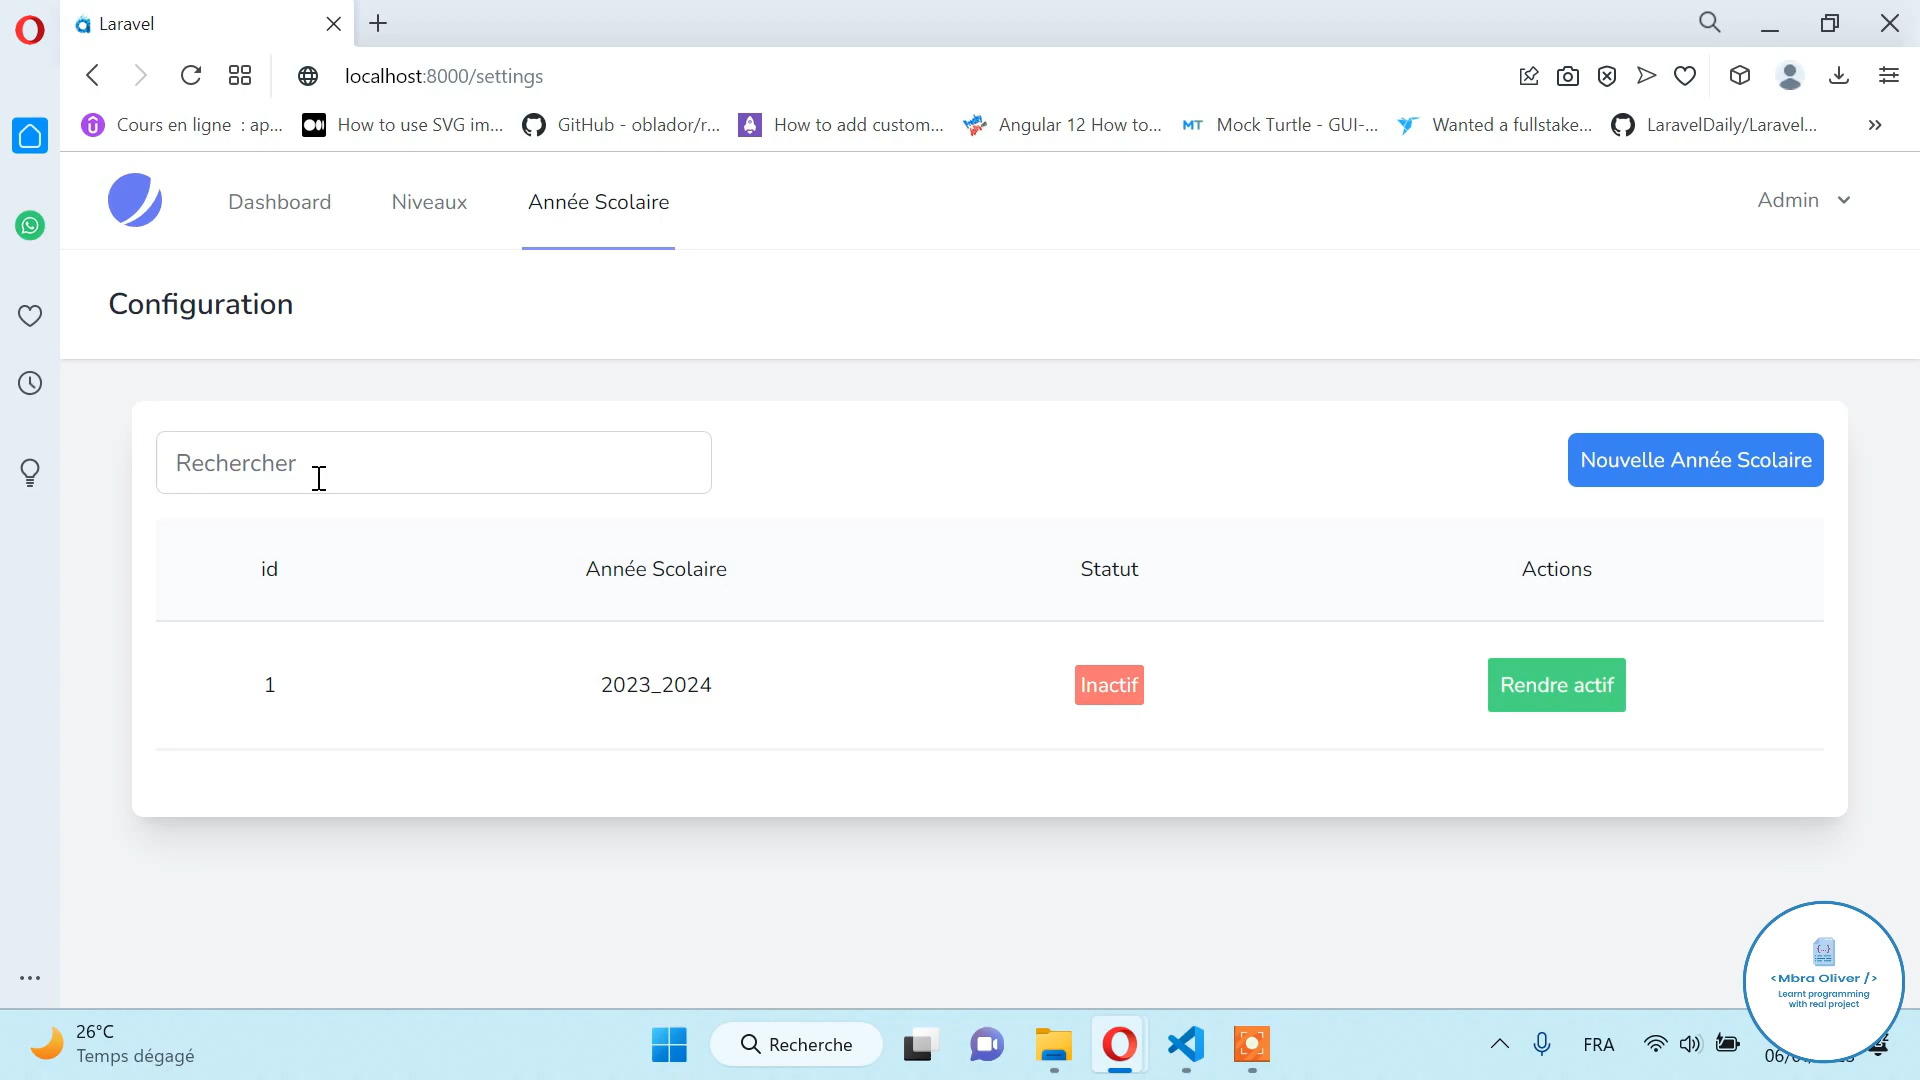 Laravel
localhost:8000/settings
Cours en ligne : ap...
How to use SVG im...
GitHub - oblador/r...
How to add custom...
Angular 12 How to...
MT Mock Turtle - GUI-...
Wanted a fullstake...
LaravelDaily/Laravel...
Dashboard
Niveaux
Année Scolaire
Admin
Configuration
Rechercher
Nouvelle Année Scolaire
id
Année Scolaire
Statut
Actions
1
2023_2024
Inactif
Rendre actif
{...}
<Mbra Oliver />
Learnt programming
with real project
26°C
Temps dégagé
Recherche
FRA